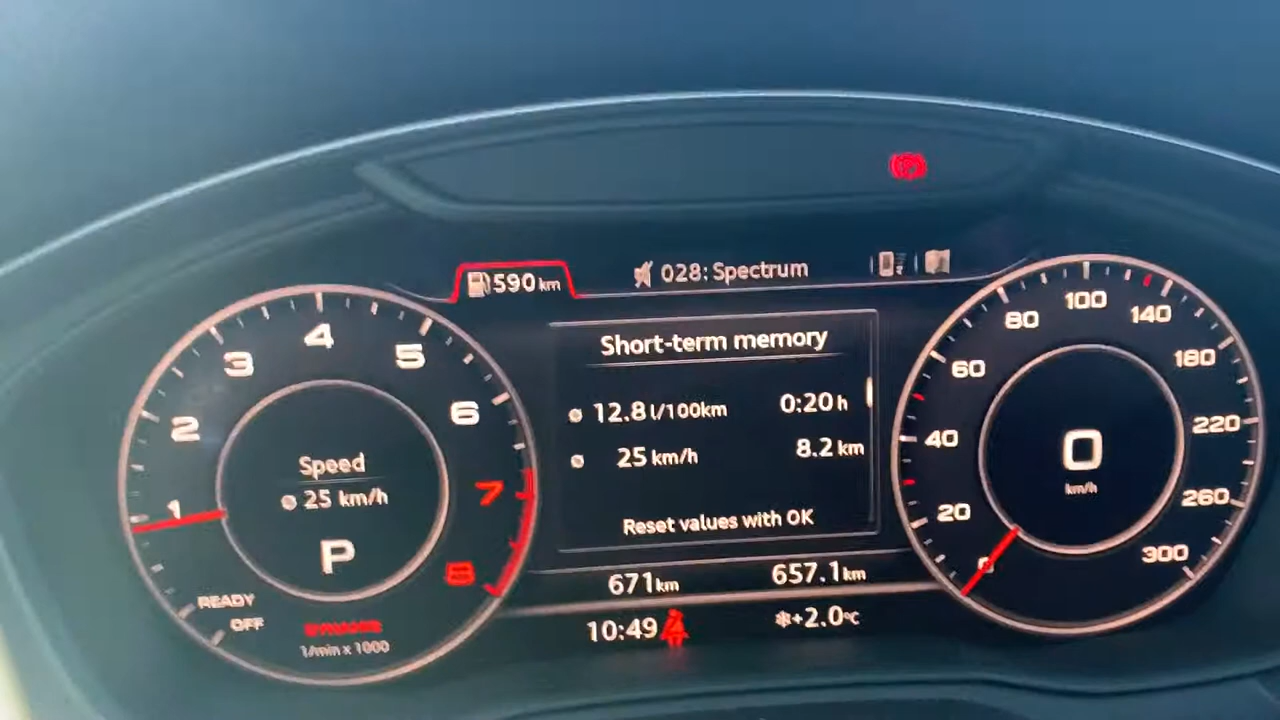 590 km
028: Spectrum
Short-term memory
ø 12.8 l/100km 0:20 h
ø 25 km/h 8.2 km
Reset values with OK
671 km 657.1 km
10:49 +2.0°C
1
2
3
4
5
6
7
8
Speed
ø 25 km/h
P
READY
OFF
DYNAMIC
1/min x 1000
0
20
40
60
80
100
140
180
220
260
300
0
km/h